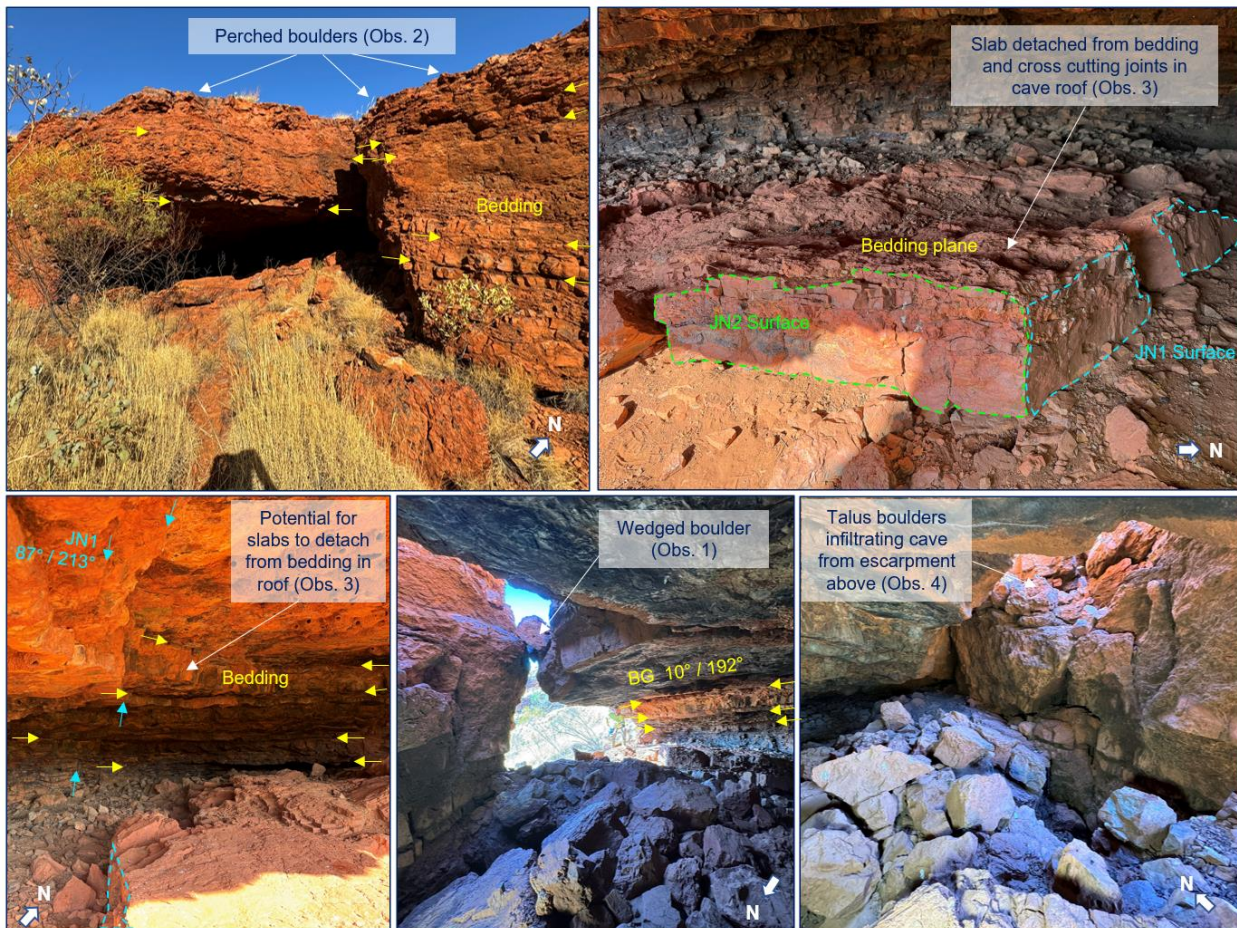 Perched boulders (Obs. 2)
Bedding
N
Slab detached from bedding
and cross cutting joints in
cave roof (Obs. 3)
Bedding plane
JN2 Surface
JN1 Surface
N
JN1
87° / 213°
Potential for
slabs to detach
from bedding in
roof (Obs. 3)
Bedding
N
Wedged boulder
(Obs. 1)
BG 10° / 192°
N
Talus boulders
infiltrating cave
from escarpment
above (Obs. 4)
N